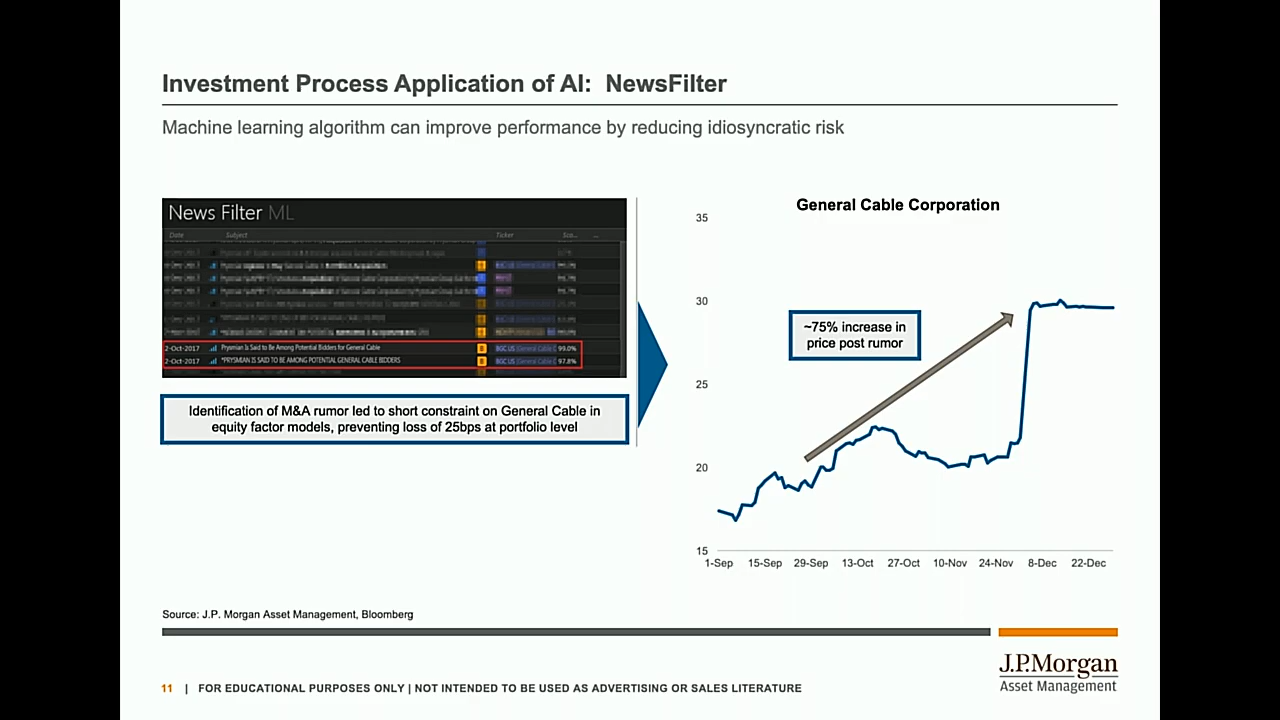 Investment Process Application of AI: NewsFilter
Machine learning algorithm can improve performance by reducing idiosyncratic risk
News Filter ML
Date Subject Ticker Sco... ...
2-Oct-2017 Prysmian Is Said to Be Among Potential Bidders for General Cable BGC US 99.0%
2-Oct-2017 *PRYSMIAN IS SAID TO BE AMONG POTENTIAL GENERAL CABLE BIDDERS BGC US 97.8%
Identification of M&A rumor led to short constraint on General Cable in
equity factor models, preventing loss of 25bps at portfolio level
General Cable Corporation
35
30
25
20
15
~75% increase in
price post rumor
1-Sep 15-Sep 29-Sep 13-Oct 27-Oct 10-Nov 24-Nov 8-Dec 22-Dec
Source: J.P. Morgan Asset Management, Bloomberg
J.P.Morgan
Asset Management
11 | FOR EDUCATIONAL PURPOSES ONLY | NOT INTENDED TO BE USED AS ADVERTISING OR SALES LITERATURE